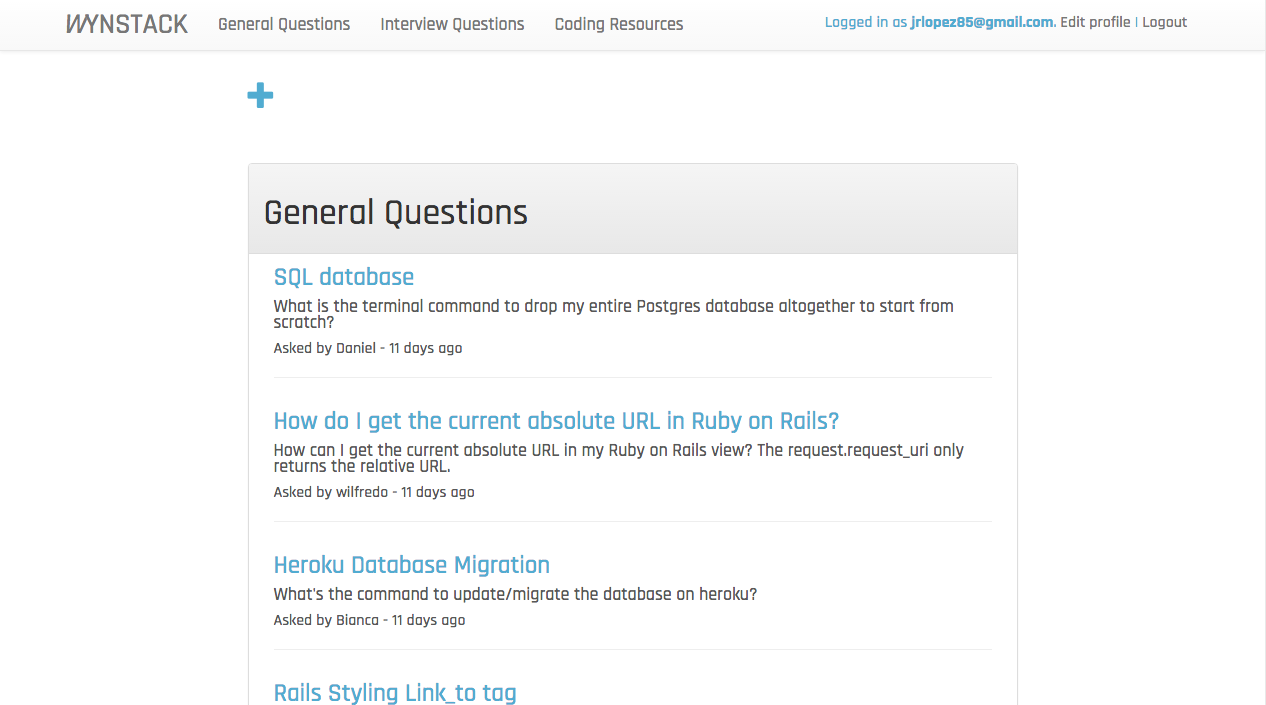 WYNSTACK General Questions Interview Questions Coding Resources Logged in as jrlopez85@gmail.com. Edit profile | Logout
General Questions
SQL database
What is the terminal command to drop my entire Postgres database altogether to start from
scratch?
Asked by Daniel - 11 days ago
How do I get the current absolute URL in Ruby on Rails?
How can I get the current absolute URL in my Ruby on Rails view? The request.request_uri only
returns the relative URL.
Asked by wilfredo - 11 days ago
Heroku Database Migration
What's the command to update/migrate the database on heroku?
Asked by Bianca - 11 days ago
Rails Styling Link_to tag